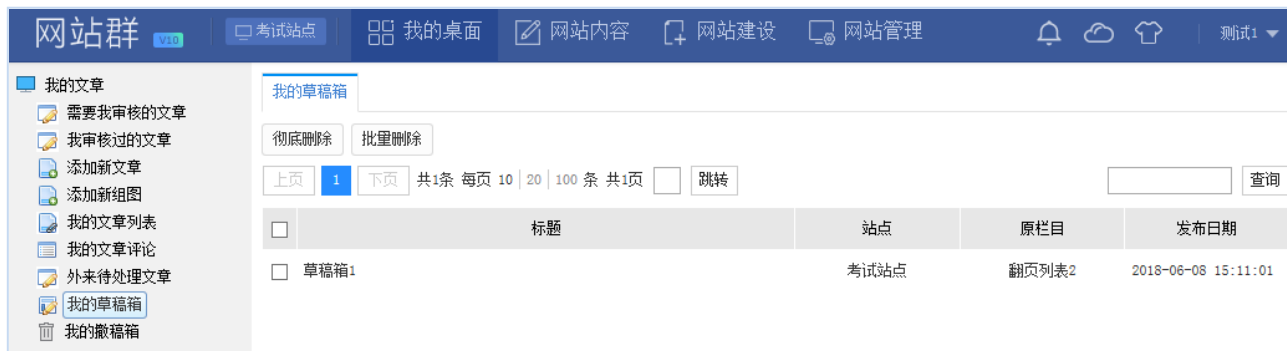 网站群 V10 考试站点 我的桌面 网站内容 网站建设 网站管理 测试1
我的文章
需要我审核的文章
我审核过的文章
添加新文章
添加新组图
我的文章列表
我的文章评论
外来待处理文章
我的草稿箱
我的撤稿箱
我的草稿箱
彻底删除 批量删除
上页 1 下页 共1条 每页 10 | 20 | 100 条 共1页 跳转 查询
标题 站点 原栏目 发布日期
草稿箱1 考试站点 翻页列表2 2018-06-08 15:11:01